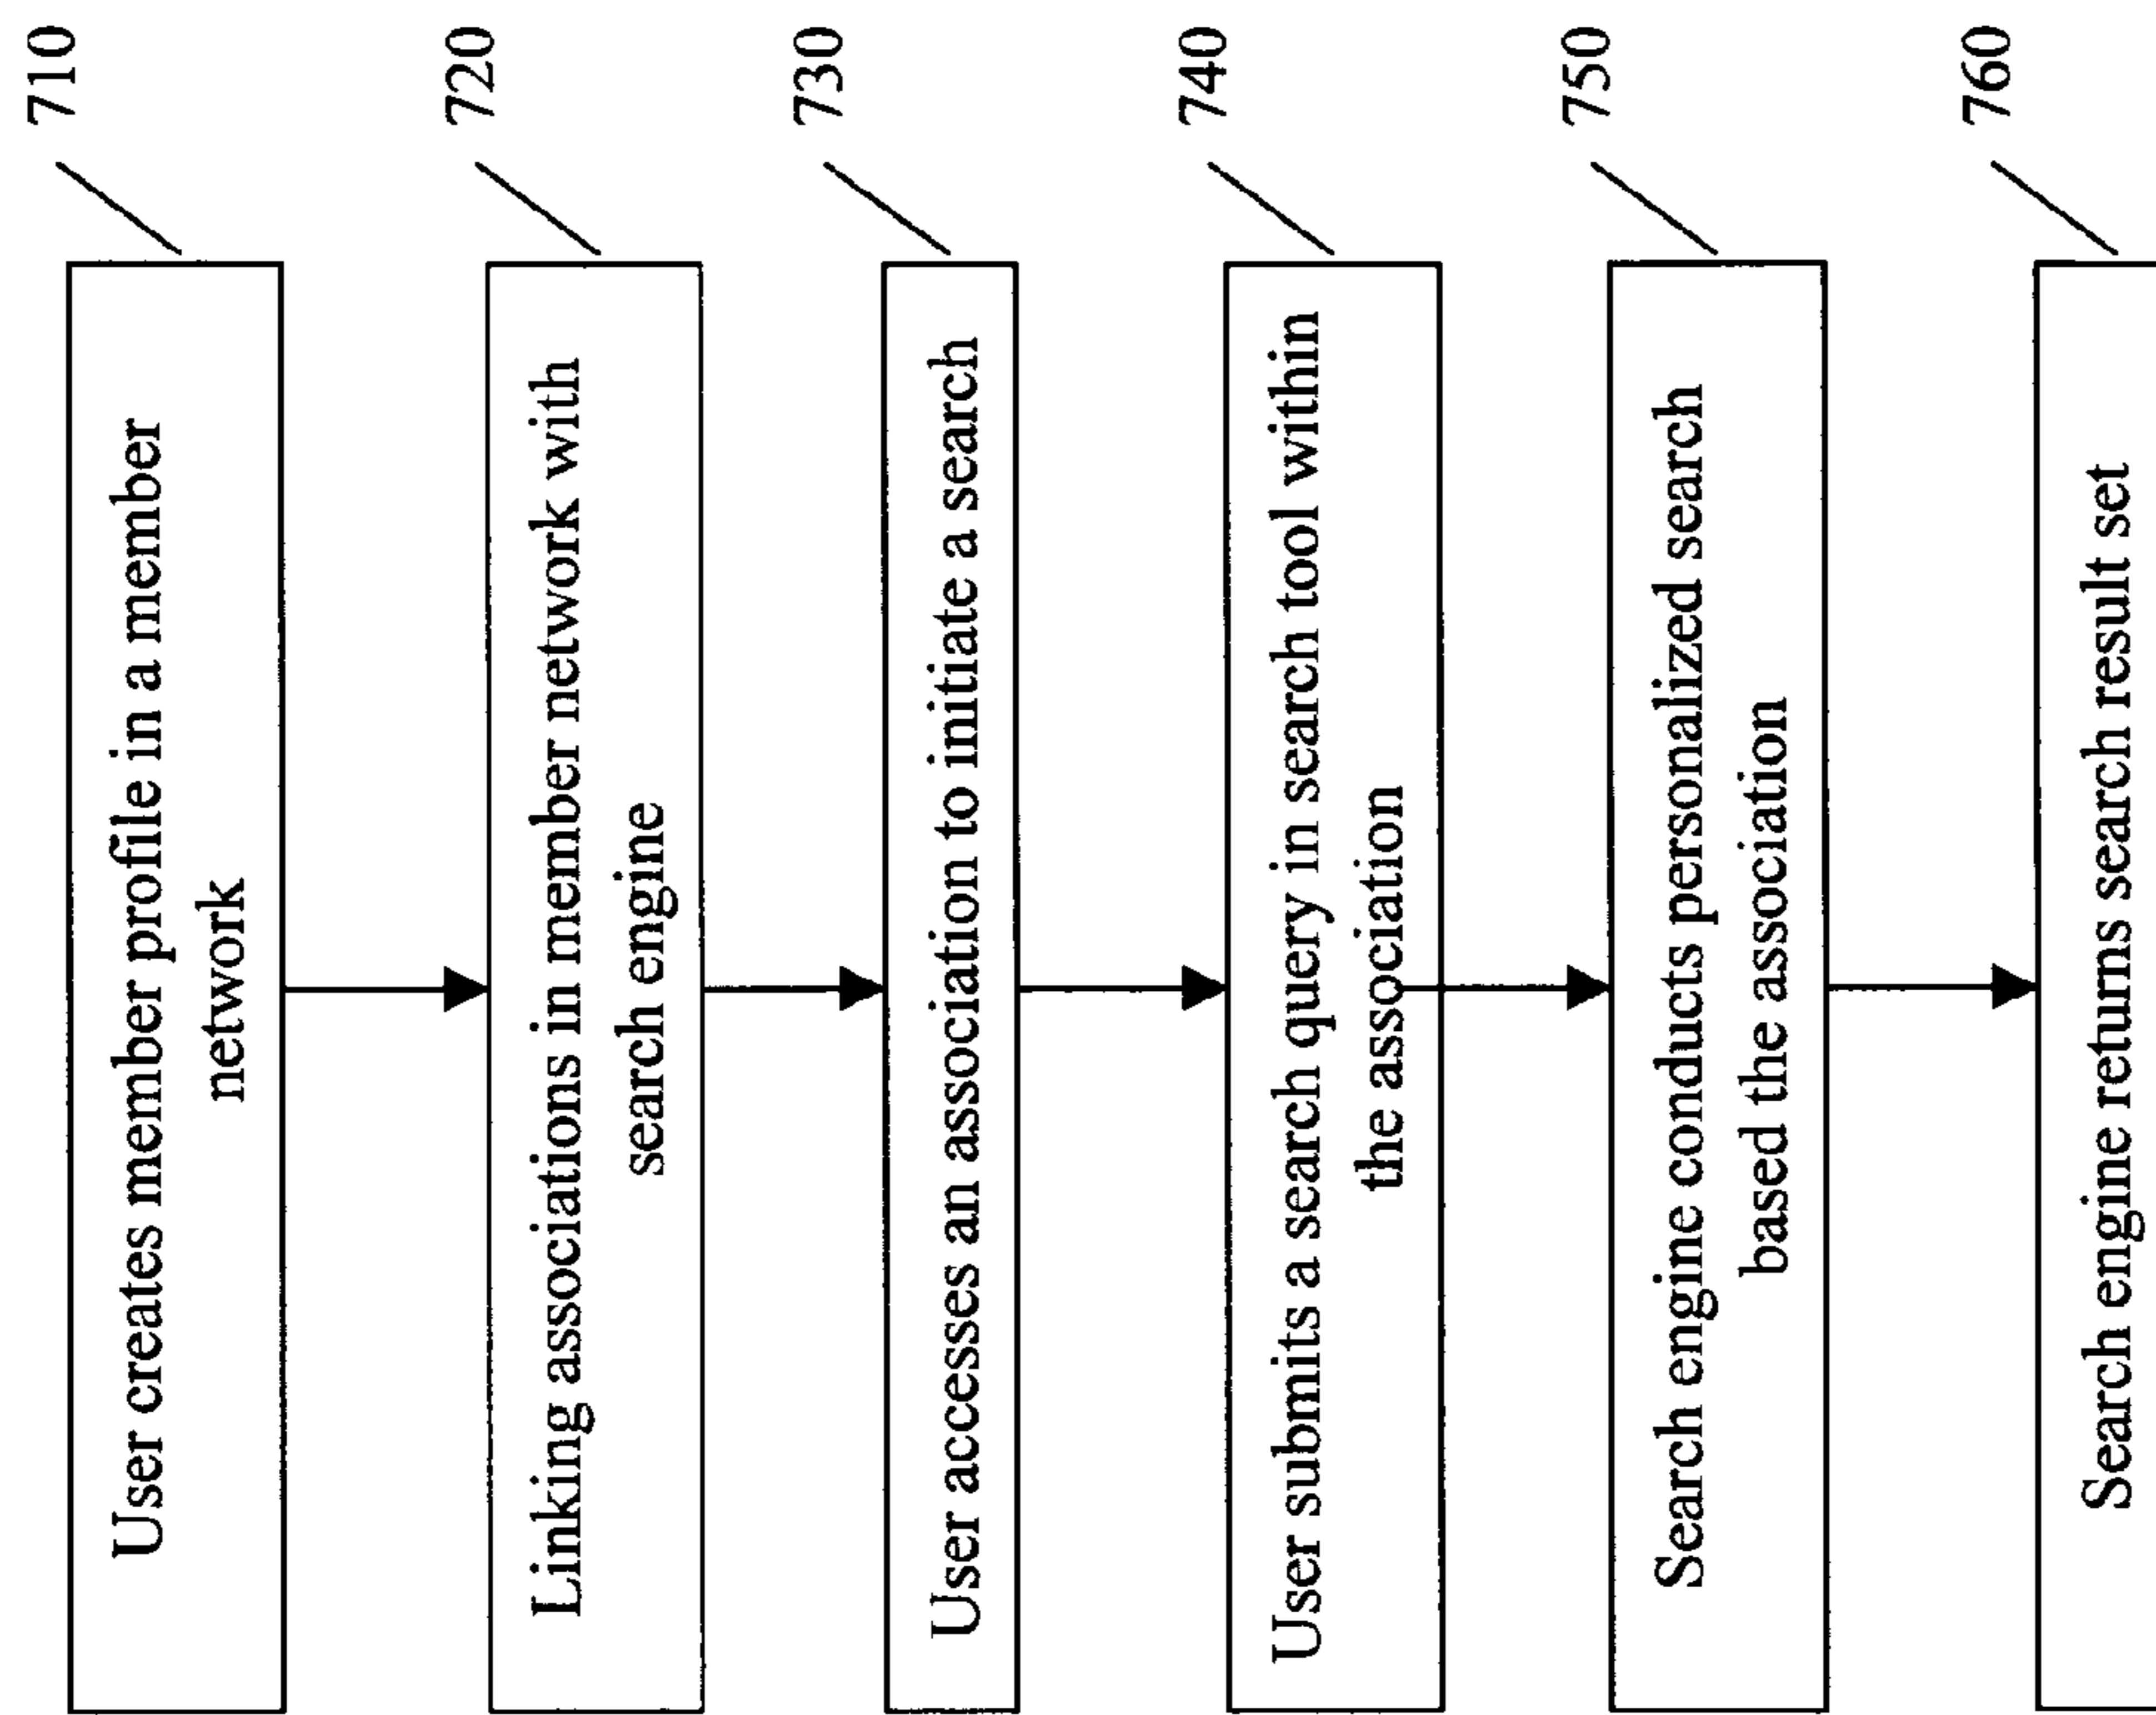 710
User creates member profile in a member
network
720
Linking associations in member network with
search engine
730
User accesses an association to initiate a search
740
User submits a search query in search tool within
the association
750
Search engine conducts personalized search
based the association
760
Search engine returns search result set